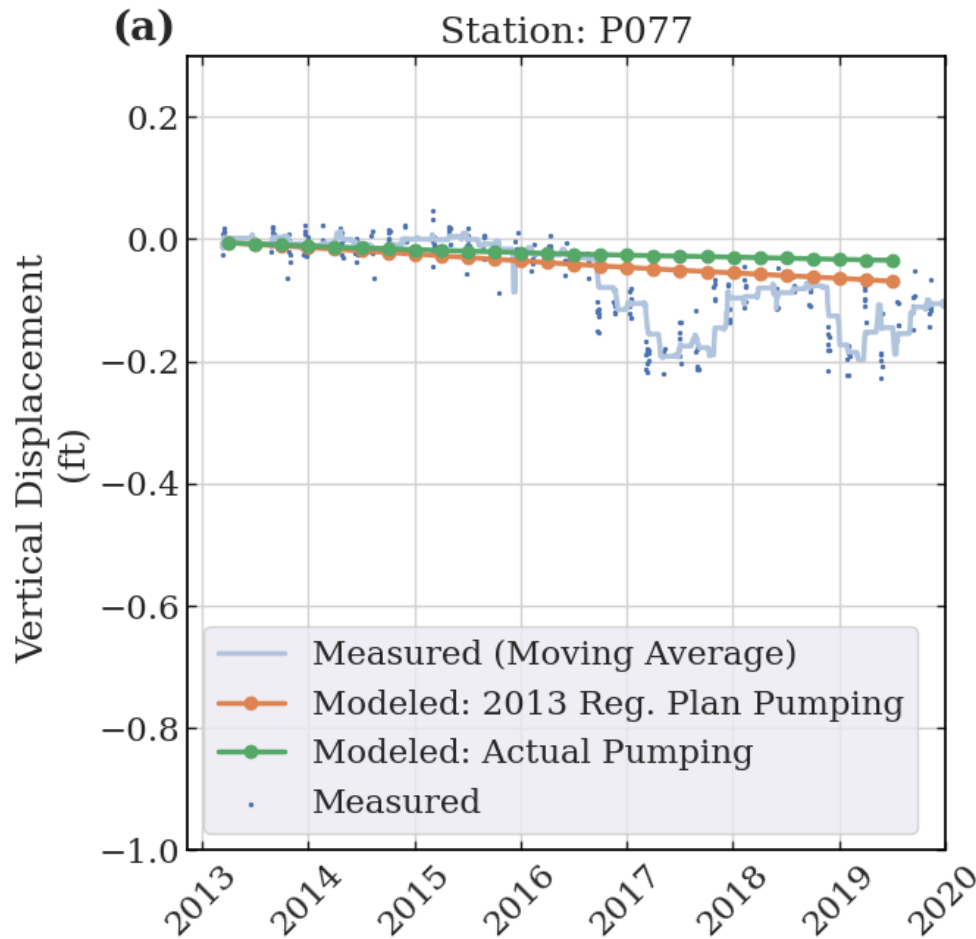 (a)
Station: P077
Vertical Displacement
(ft)
0.2
0.0
−0.2
−0.4
−0.6
−0.8
−1.0
Measured (Moving Average)
Modeled: 2013 Reg. Plan Pumping
Modeled: Actual Pumping
Measured
2013
2014
2015
2016
2017
2018
2019
2020